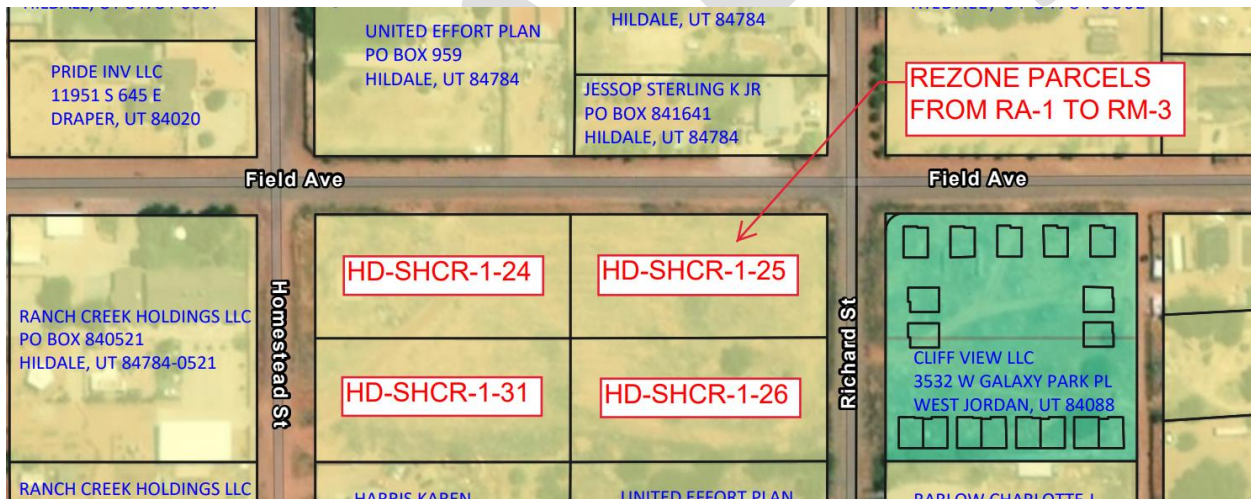 UNITED EFFORT PLAN
PO BOX 959
HILDALE, UT 84784
HILDALE, UT 84784
PRIDE INV LLC
11951 S 645 E
DRAPER, UT 84020
JESSOP STERLING K JR
PO BOX 841641
HILDALE, UT 84784
REZONE PARCELS
FROM RA-1 TO RM-3
Field Ave
Field Ave
HD-SHCR-1-24
HD-SHCR-1-25
Homestead St
Richard St
RANCH CREEK HOLDINGS LLC
PO BOX 840521
HILDALE, UT 84784-0521
HD-SHCR-1-31
HD-SHCR-1-26
CLIFF VIEW LLC
3532 W GALAXY PARK PL
WEST JORDAN, UT 84088
RANCH CREEK HOLDINGS LLC
HARRIS KAREN
UNITED EFFORT PLAN
BARLOW CHARLOTTE J